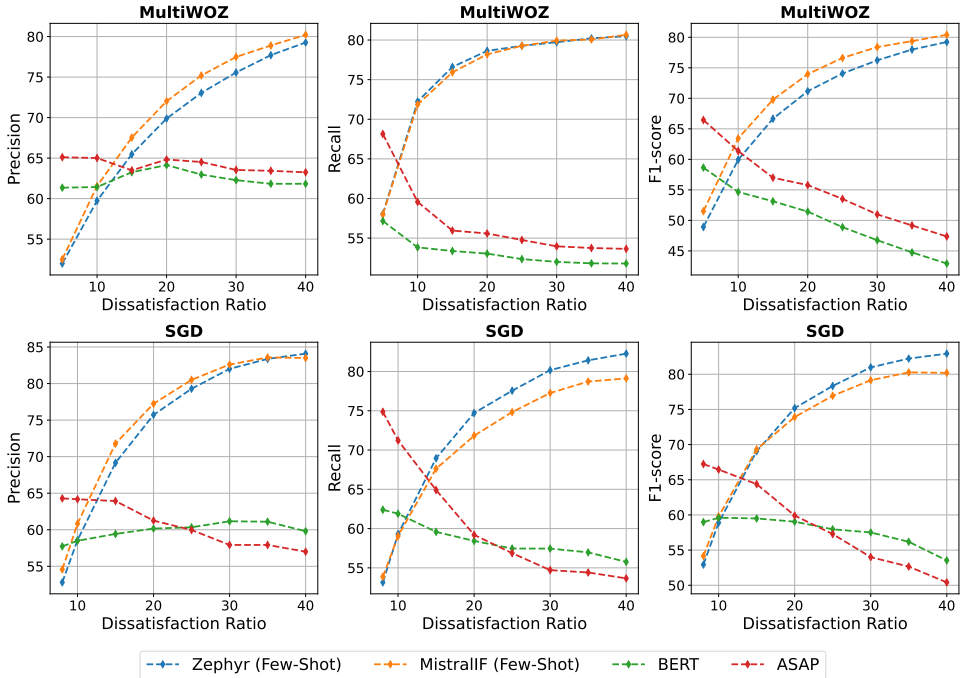 MultiWOZ
MultiWOZ
MultiWOZ
Precision
80
75
70
65
60
55
10
20
30
40
Dissatisfaction Ratio
Recall
80
75
70
65
60
55
10
20
30
40
Dissatisfaction Ratio
F1-score
80
75
70
65
60
55
50
45
10
20
30
40
Dissatisfaction Ratio
SGD
SGD
SGD
Precision
85
80
75
70
65
60
55
10
20
30
40
Dissatisfaction Ratio
Recall
80
75
70
65
60
55
10
20
30
40
Dissatisfaction Ratio
F1-score
80
75
70
65
60
55
50
10
20
30
40
Dissatisfaction Ratio
Zephyr (Few-Shot)
MistralIF (Few-Shot)
BERT
ASAP